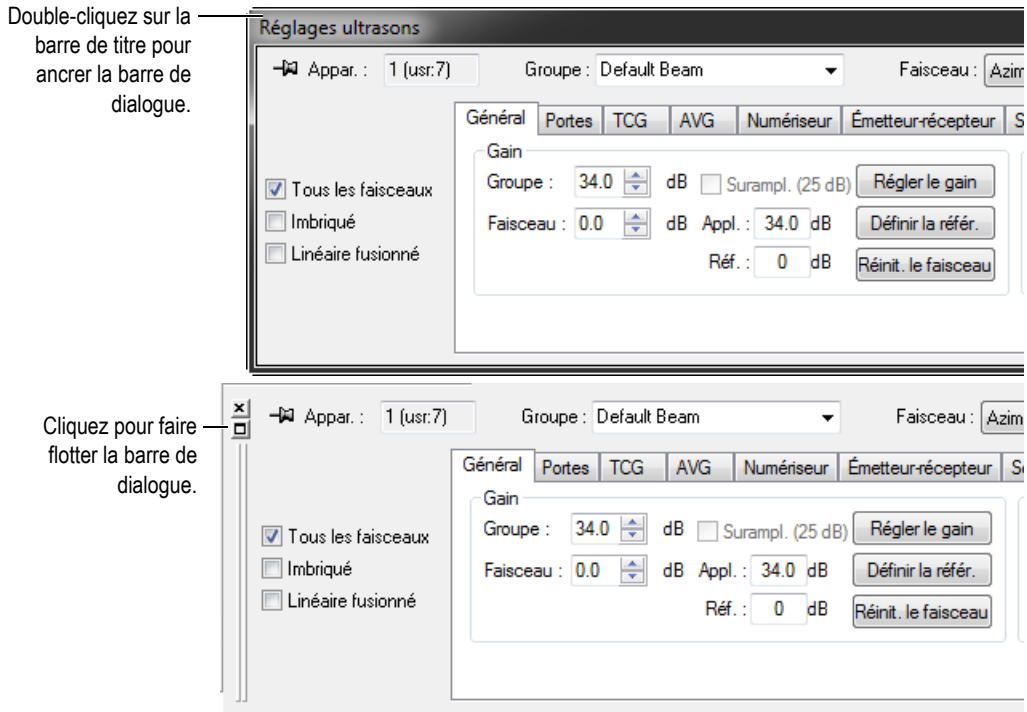 Double-cliquez sur la
barre de titre pour
ancrer la barre de
dialogue.
Réglages ultrasons
Appar. : 1 (usr:7) Groupe : Default Beam Faisceau : Azim
Général Portes TCG AVG Numériseur Émetteur-récepteur S
Gain
Tous les faisceaux Groupe : 34.0 dB Surampl. (25 dB) Régler le gain
Imbriqué Faisceau : 0.0 dB Appl. : 34.0 dB Définir la référ.
Linéaire fusionné Réf. : 0 dB Réinit. le faisceau
Cliquez pour faire
flotter la barre de
dialogue.
Appar. : 1 (usr:7) Groupe : Default Beam Faisceau : Azim
Général Portes TCG AVG Numériseur Émetteur-récepteur So
Gain
Tous les faisceaux Groupe : 34.0 dB Surampl. (25 dB) Régler le gain
Imbriqué Faisceau : 0.0 dB Appl. : 34.0 dB Définir la référ.
Linéaire fusionné Réf. : 0 dB Réinit. le faisceau